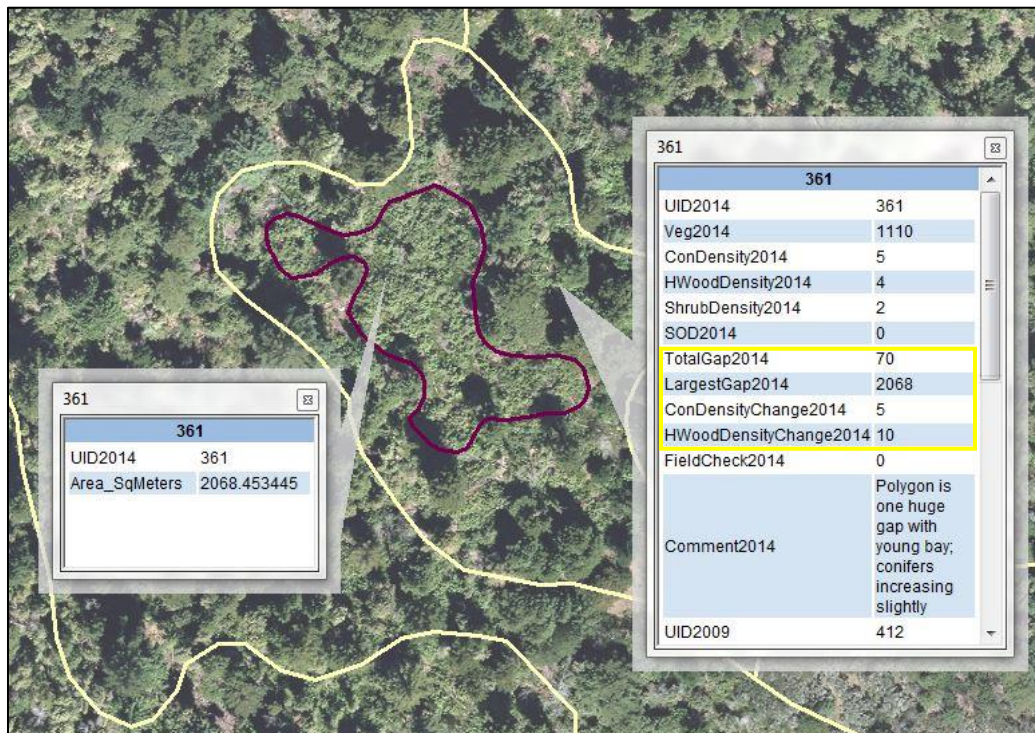 361
361
UID2014 361
Area_SqMeters 2068.453445
361
361
UID2014 361
Veg2014 1110
ConDensity2014 5
HWoodDensity2014 4
ShrubDensity2014 2
SOD2014 0
TotalGap2014 70
LargestGap2014 2068
ConDensityChange2014 5
HWoodDensityChange2014 10
FieldCheck2014 0
Comment2014
Polygon is
one huge
gap with
young bay;
conifers
increasing
slightly
UID2009 412